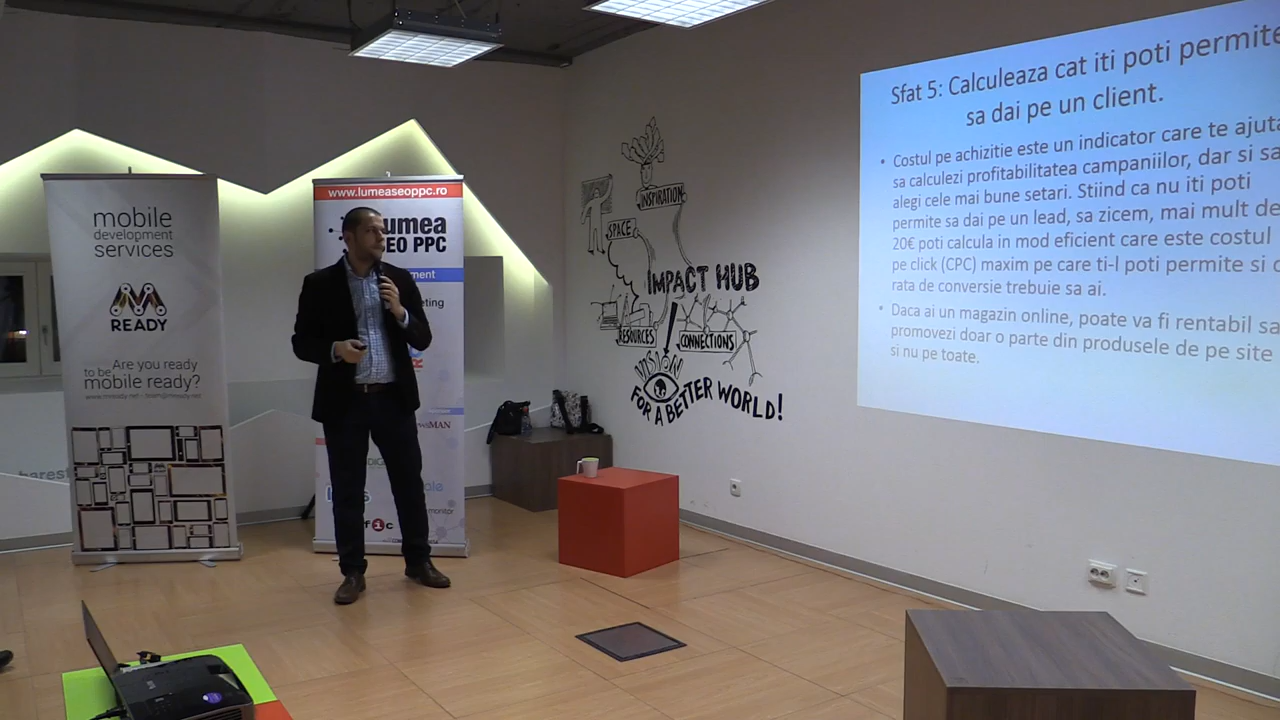 mobile
development
services
READY
Are you ready
to be mobile ready?
www.mready.net - team@mready.net
www.lumeaseoppc.ro
lumea
SEO PPC
INSPIRATION
SPACE
IMPACT HUB
RESOURCES
CONNECTIONS
VISION
FOR A BETTER WORLD!
Sfat 5: Calculeaza cat iti poti permite
sa dai pe un client.
• Costul pe achizitie este un indicator care te ajuta
sa calculezi profitabilitatea campaniilor, dar si sa
alegi cele mai bune setari. Stiind ca nu iti poti
permite sa dai pe un lead, sa zicem, mai mult de
20€ poti calcula in mod eficient care este costul
pe click (CPC) maxim pe care ti-l poti permite si c
rata de conversie trebuie sa ai.
• Daca ai un magazin online, poate va fi rentabil sa
promovezi doar o parte din produsele de pe site
si nu pe toate.